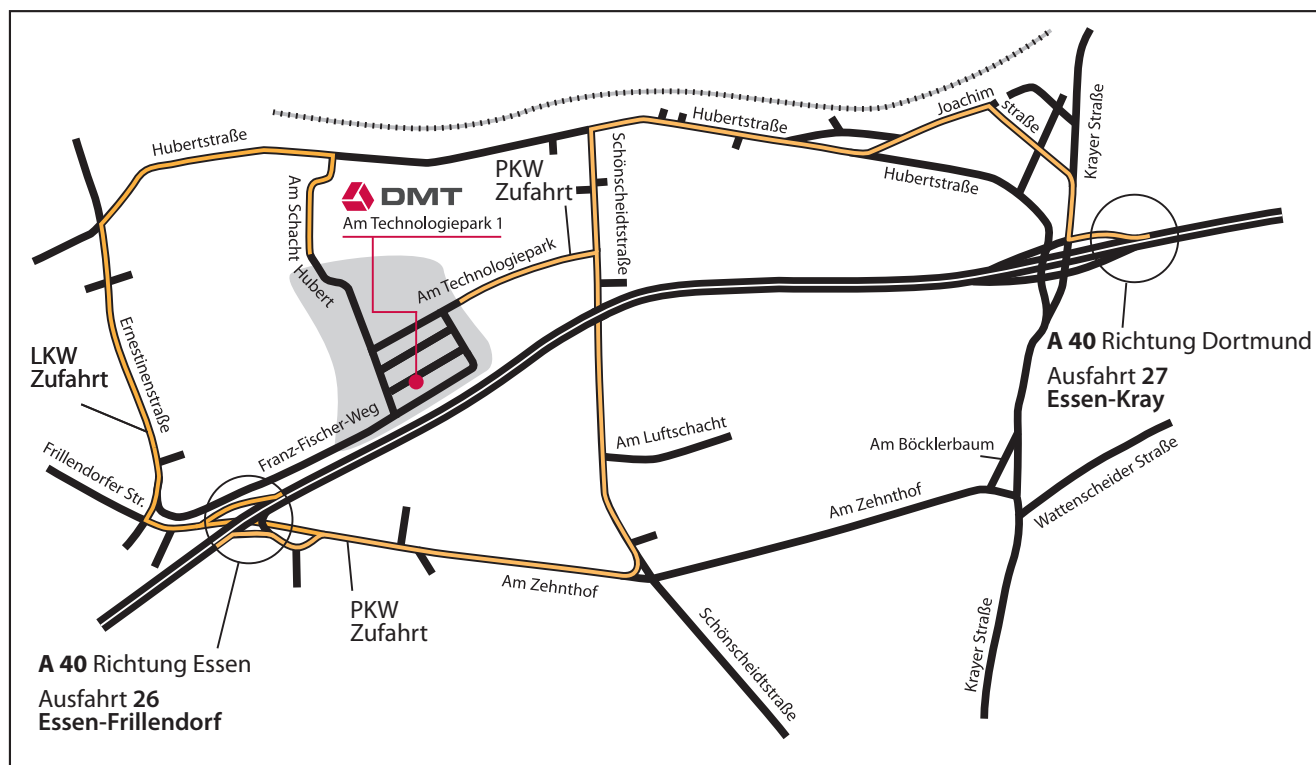 Joachim
straße
Hubertstraße
Krayer Straße
Hubertstraße
Schönscheidtstraße
PKW
Zufahrt
Hubertstraße
Am Schacht
Hubert
DMT
Am Technologiepark 1
Am Technologiepark
A 40 Richtung Dortmund
Ausfahrt 27
Essen-Kray
LKW
Zufahrt
Ernestinenstraße
Franz-Fischer-Weg
Frillendorfer Str.
Am Luftschacht
Am Böcklerbaum
Wattenscheider Straße
Am Zehnthof
Am Zehnthof
PKW
Zufahrt
Schönscheidtstraße
Krayer Straße
A 40 Richtung Essen
Ausfahrt 26
Essen-Frillendorf